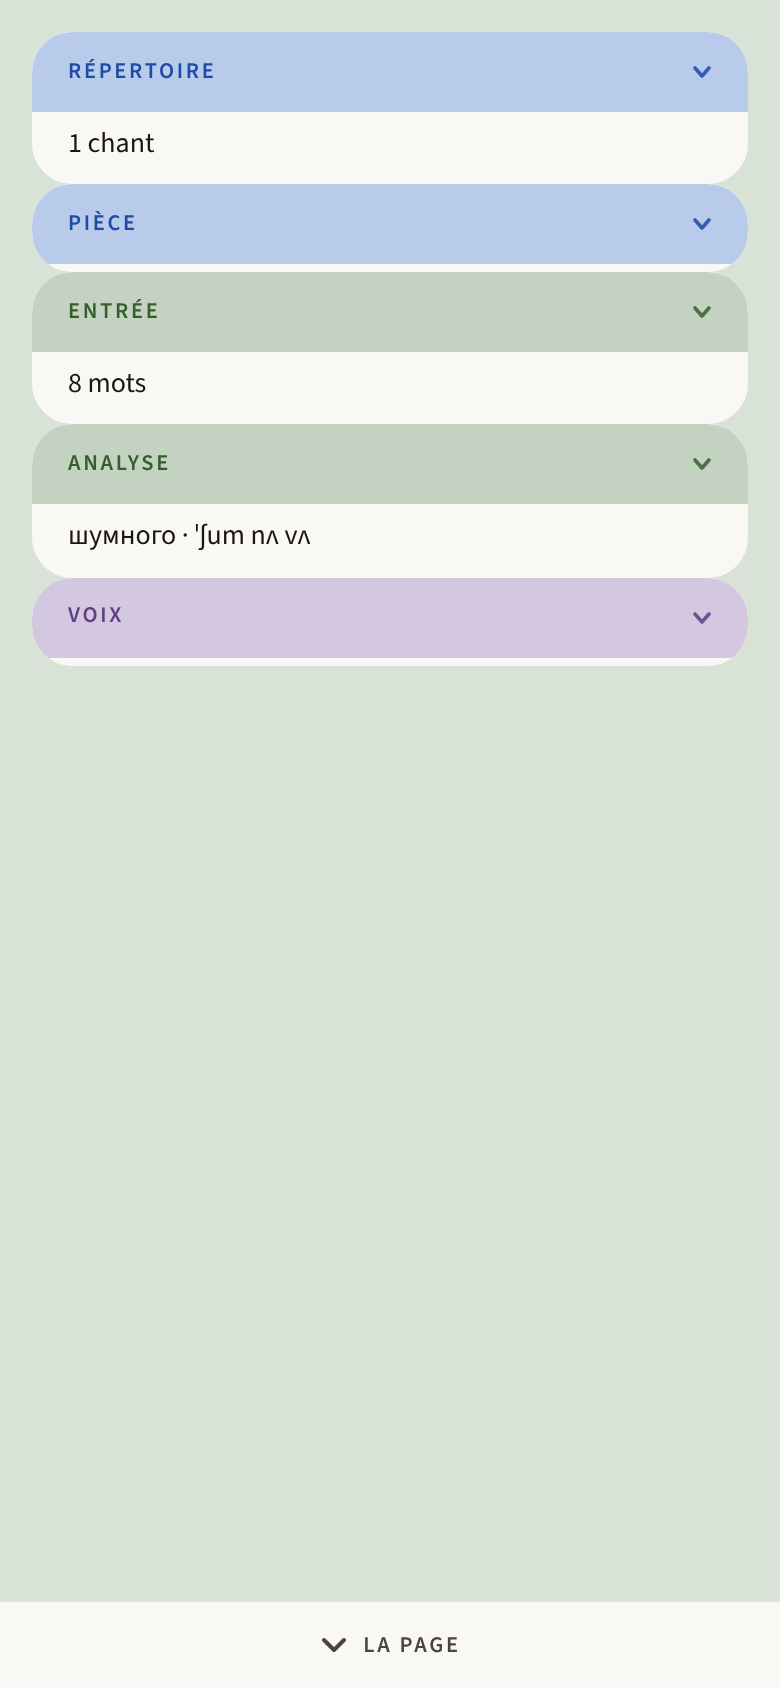 RÉPERTOIRE
1 chant
PIÈCE
ENTRÉE
8 mots
ANALYSE
шумного · ˈʃum nʌ vʌ
VOIX
LA PAGE